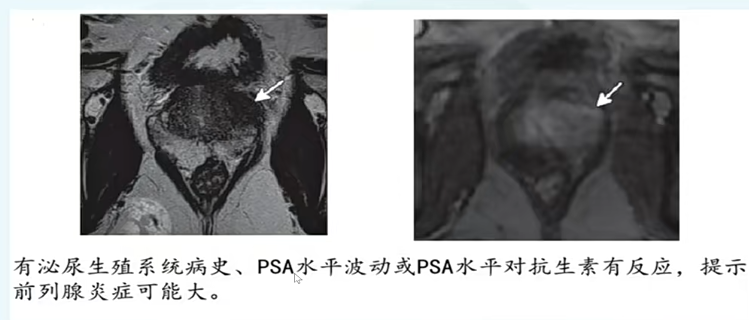 有泌尿生殖系统病史、PSA水平波动或PSA水平对抗生素有反应，提示
前列腺炎症可能大。